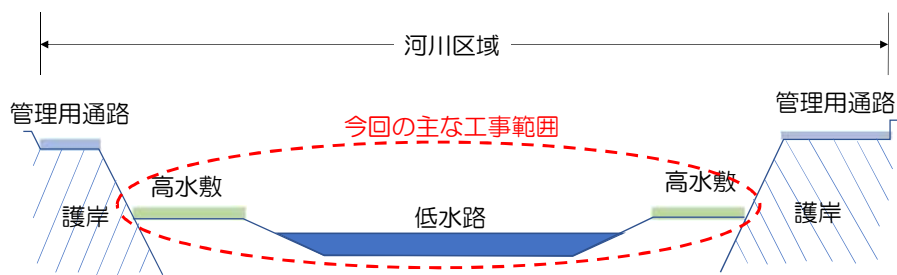 河川区域
管理用通路
管理用通路
今回の主な工事範囲
高水敷
高水敷
護岸
低水路
護岸